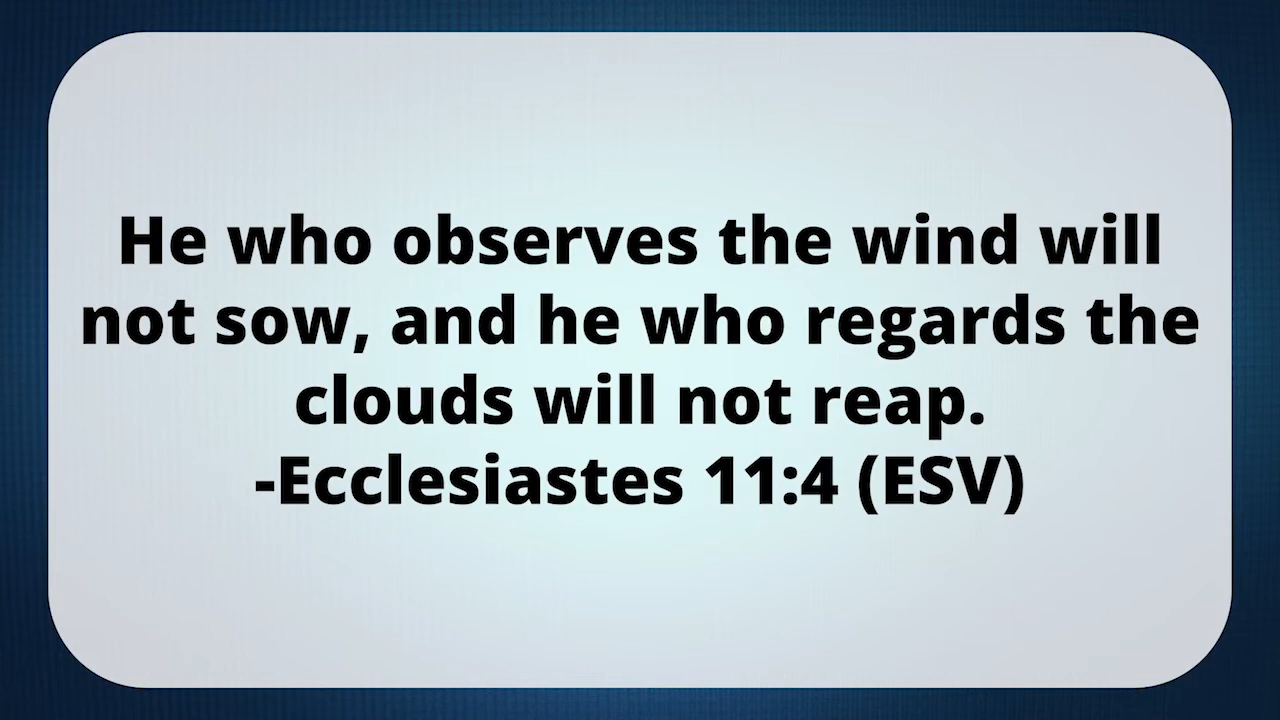 He who observes the wind will
not sow, and he who regards the
clouds will not reap.
-Ecclesiastes 11:4 (ESV)